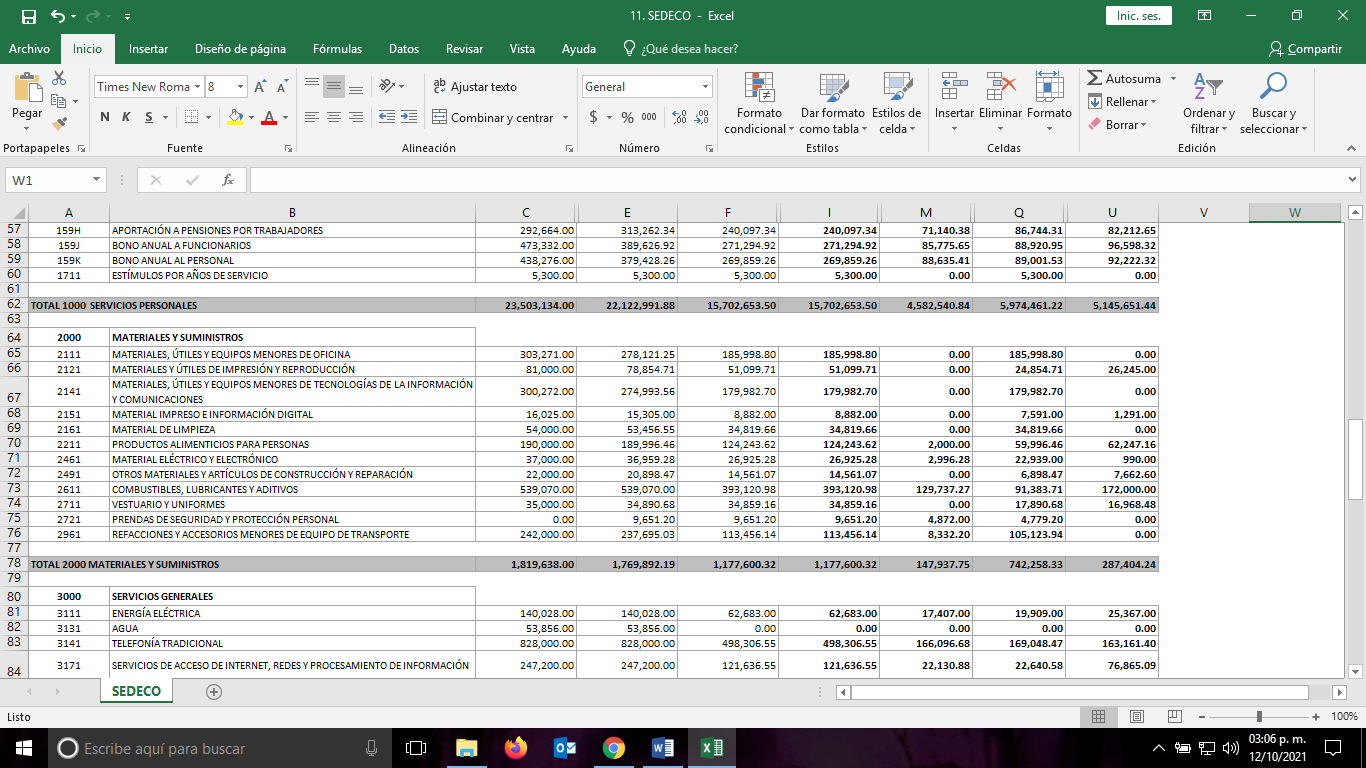 11. SEDECO - Excel
Inic. ses.
Archivo Inicio Insertar Diseño de página Fórmulas Datos Revisar Vista Ayuda ¿Qué desea hacer? Compartir
Pegar
Times New Roma 8
N K S
Ajustar texto
Combinar y centrar
General
$ % 000
Formato condicional
Dar formato como tabla
Estilos de celda
Insertar Eliminar Formato
Autosuma
Rellenar
Borrar
Ordenar y filtrar
Buscar y seleccionar
Portapapeles Fuente Alineación Número Estilos Celdas Edición
W1 fx
A B C E F I M Q U V W
57 159H APORTACIÓN A PENSIONES POR TRABAJADORES 292,664.00 313,262.34 240,097.34 240,097.34 71,140.38 86,744.31 82,212.65
58 159J BONO ANUAL A FUNCIONARIOS 473,332.00 389,626.92 271,294.92 271,294.92 85,775.65 88,920.95 96,598.32
59 159K BONO ANUAL AL PERSONAL 438,276.00 379,428.26 269,859.26 269,859.26 88,635.41 89,001.53 92,222.32
60 1711 ESTÍMULOS POR AÑOS DE SERVICIO 5,300.00 5,300.00 5,300.00 5,300.00 0.00 5,300.00 0.00
61
62 TOTAL 1000 SERVICIOS PERSONALES 23,503,134.00 22,122,991.88 15,702,653.50 15,702,653.50 4,582,540.84 5,974,461.22 5,145,651.44
63
64 2000 MATERIALES Y SUMINISTROS
65 2111 MATERIALES, ÚTILES Y EQUIPOS MENORES DE OFICINA 303,271.00 278,121.25 185,998.80 185,998.80 0.00 185,998.80 0.00
66 2121 MATERIALES Y ÚTILES DE IMPRESIÓN Y REPRODUCCIÓN 81,000.00 78,854.71 51,099.71 51,099.71 0.00 24,854.71 26,245.00
67 2141 MATERIALES, ÚTILES Y EQUIPOS MENORES DE TECNOLOGÍAS DE LA INFORMACIÓN
Y COMUNICACIONES 300,272.00 274,993.56 179,982.70 179,982.70 0.00 179,982.70 0.00
68 2151 MATERIAL IMPRESO E INFORMACIÓN DIGITAL 16,025.00 15,305.00 8,882.00 8,882.00 0.00 7,591.00 1,291.00
69 2161 MATERIAL DE LIMPIEZA 54,000.00 53,456.55 34,819.66 34,819.66 0.00 34,819.66 0.00
70 2211 PRODUCTOS ALIMENTICIOS PARA PERSONAS 190,000.00 189,996.46 124,243.62 124,243.62 2,000.00 59,996.46 62,247.16
71 2461 MATERIAL ELÉCTRICO Y ELECTRÓNICO 37,000.00 36,959.28 26,925.28 26,925.28 2,996.28 22,939.00 990.00
72 2491 OTROS MATERIALES Y ARTÍCULOS DE CONSTRUCCIÓN Y REPARACIÓN 22,000.00 20,898.47 14,561.07 14,561.07 0.00 6,898.47 7,662.60
73 2611 COMBUSTIBLES, LUBRICANTES Y ADITIVOS 539,070.00 539,070.00 393,120.98 393,120.98 129,737.27 91,383.71 172,000.00
74 2711 VESTUARIO Y UNIFORMES 35,000.00 34,890.68 34,859.16 34,859.16 0.00 17,890.68 16,968.48
75 2721 PRENDAS DE SEGURIDAD Y PROTECCIÓN PERSONAL 0.00 9,651.20 9,651.20 9,651.20 4,872.00 4,779.20 0.00
76 2961 REFACCIONES Y ACCESORIOS MENORES DE EQUIPO DE TRANSPORTE 242,000.00 237,695.03 113,456.14 113,456.14 8,332.20 105,123.94 0.00
77
78 TOTAL 2000 MATERIALES Y SUMINISTROS 1,819,638.00 1,769,892.19 1,177,600.32 1,177,600.32 147,937.75 742,258.33 287,404.24
79
80 3000 SERVICIOS GENERALES
81 3111 ENERGÍA ELÉCTRICA 140,028.00 140,028.00 62,683.00 62,683.00 17,407.00 19,909.00 25,367.00
82 3131 AGUA 53,856.00 53,856.00 0.00 0.00 0.00 0.00 0.00
83 3141 TELEFONÍA TRADICIONAL 828,000.00 828,000.00 498,306.55 498,306.55 166,096.68 169,048.47 163,161.40
84 3171 SERVICIOS DE ACCESO DE INTERNET, REDES Y PROCESAMIENTO DE INFORMACIÓN 247,200.00 247,200.00 121,636.55 121,636.55 22,130.88 22,640.58 76,865.09
SEDECO
Listo 100%
Escribe aquí para buscar
03:06 p. m.
12/10/2021